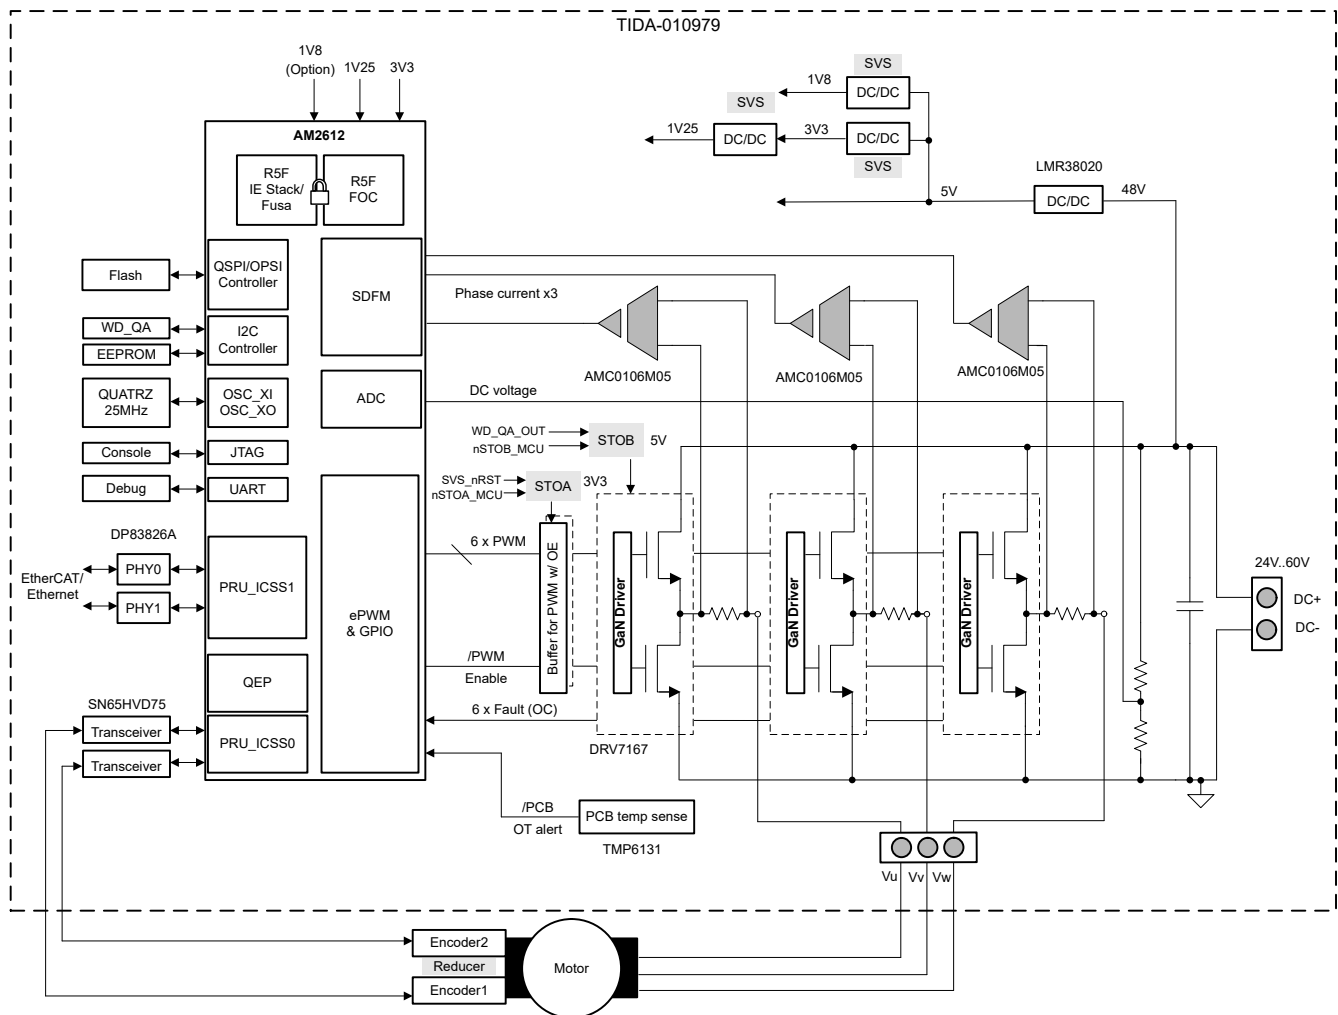 TIDA-010979
1V8
(Option)
1V25
3V3
SVS
1V8
DC/DC
SVS
1V25
DC/DC
3V3
DC/DC
SVS
AM2612
R5F
IE Stack/
Fusa
R5F
FOC
LMR38020
5V
DC/DC
48V
Flash
QSPI/OPSI
Controller
SDFM
Phase current x3
WD_QA
EEPROM
I2C
Controller
AMC0106M05
AMC0106M05
AMC0106M05
QUATRZ
25MHz
OSC_XI
OSC_XO
ADC
DC voltage
WD_QA_OUT
nSTOB_MCU
STOB
5V
Console
JTAG
Debug
UART
SVS_nRST
nSTOA_MCU
STOA
3V3
DP83826A
PHY0
PHY1
EtherCAT/
Ethernet
PRU_ICSS1
ePWM
& GPIO
6 x PWM
Buffer for PWM w/ OE
GaN Driver
GaN Driver
GaN Driver
24V..60V
DC+
DC-
/PWM
Enable
QEP
SN65HVD75
Transceiver
Transceiver
PRU_ICSS0
6 x Fault (OC)
DRV7167
/PCB
OT alert
PCB temp sense
TMP6131
Vu
Vv
Vw
Encoder2
Reducer
Encoder1
Motor